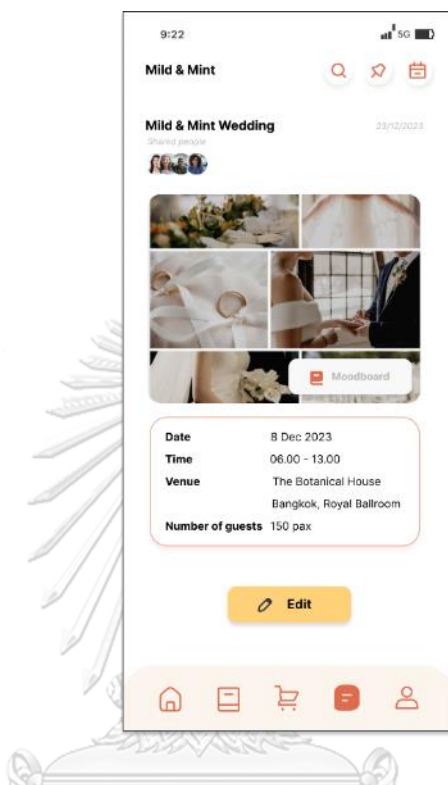 9:22
5G
Mild & Mint
Mild & Mint Wedding
23/12/2023
Shared people
Moodboard
Date 8 Dec 2023
Time 06.00 - 13.00
Venue The Botanical House
Bangkok, Royal Ballroom
Number of guests 150 pax
Edit